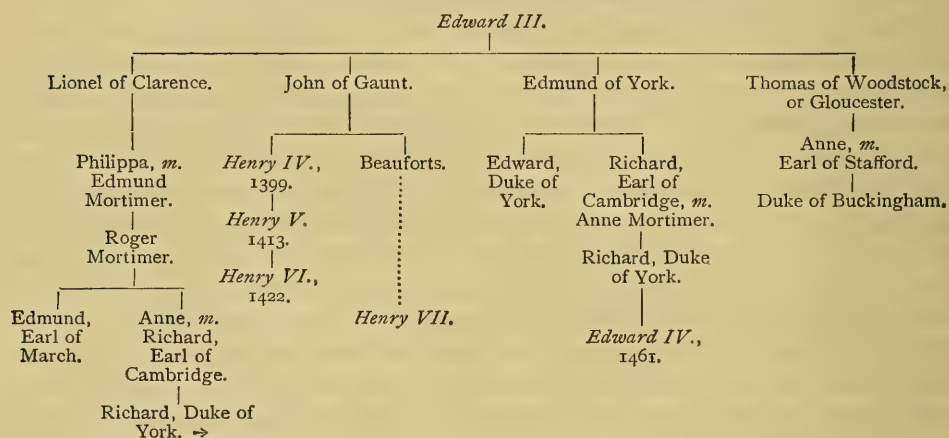 Edward III.
Lionel of Clarence.
John of Gaunt.
Edmund of York.
Thomas of Woodstock,
or Gloucester.
Philippa, m.
Edmund
Mortimer.
Roger
Mortimer.
Edmund,
Earl of
March.
Anne, m.
Richard,
Earl of
Cambridge.
Richard, Duke of
York. →
Henry IV.,
1399.
Henry V.
1413.
Henry VI.,
1422.
Beauforts.
Henry VII.
Edward,
Duke of
York.
Richard,
Earl of
Cambridge, m.
Anne Mortimer.
Richard, Duke
of York.
Edward IV.,
1461.
Anne, m.
Earl of Stafford.
Duke of Buckingham.